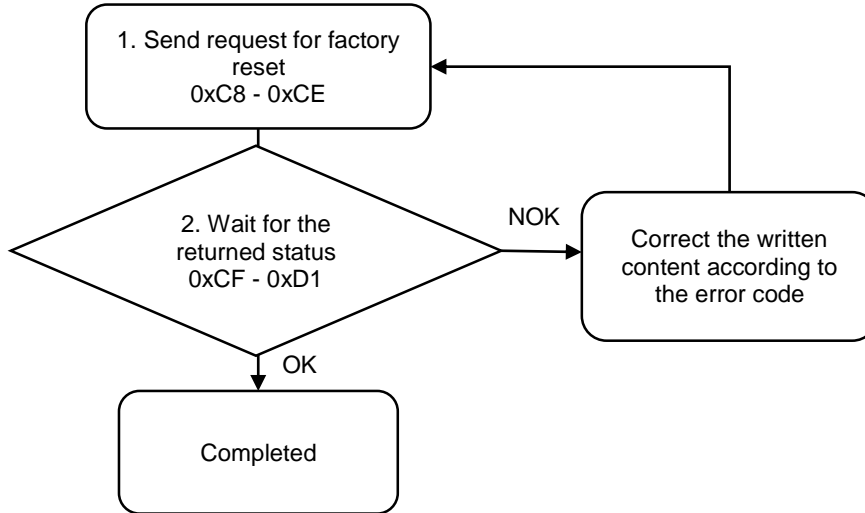 1. Send request for factory
reset
0xC8 - 0xCE
2. Wait for the
returned status
0xCF - 0xD1
NOK
Correct the written
content according to
the error code
OK
Completed